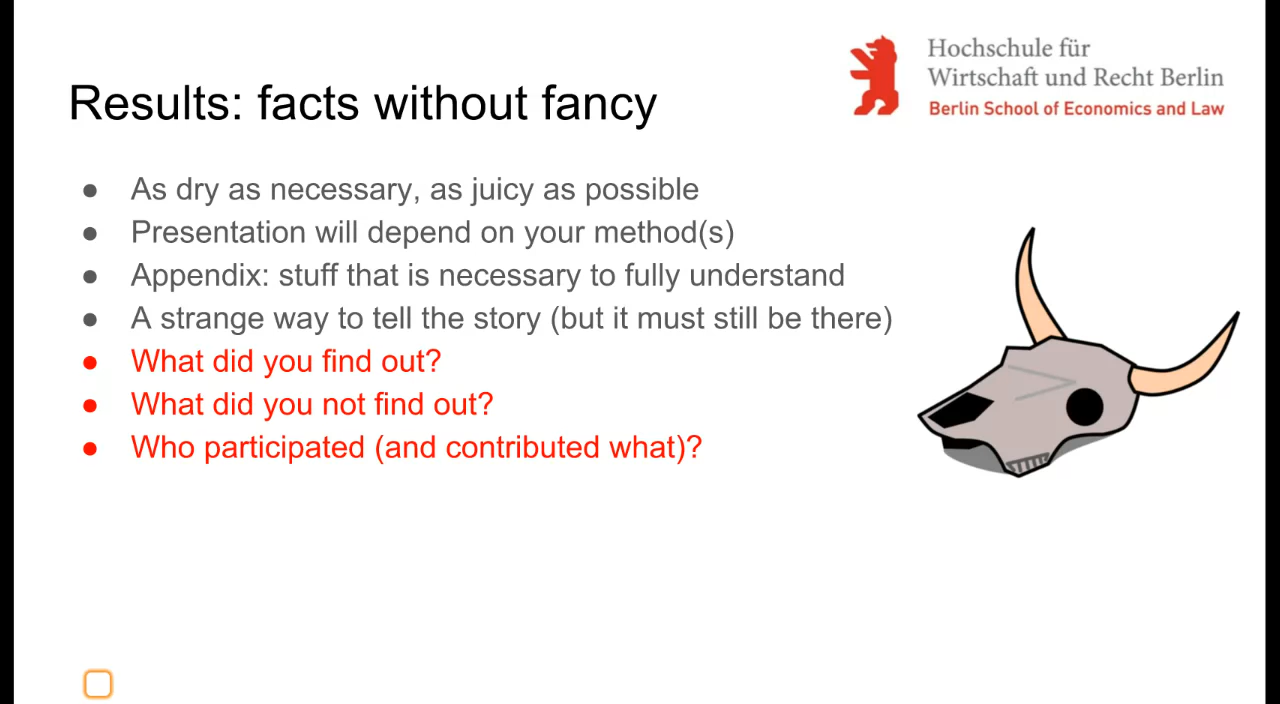 Hochschule für
Wirtschaft und Recht Berlin
Berlin School of Economics and Law
Results: facts without fancy
● As dry as necessary, as juicy as possible
● Presentation will depend on your method(s)
● Appendix: stuff that is necessary to fully understand
● A strange way to tell the story (but it must still be there)
● What did you find out?
● What did you not find out?
● Who participated (and contributed what)?